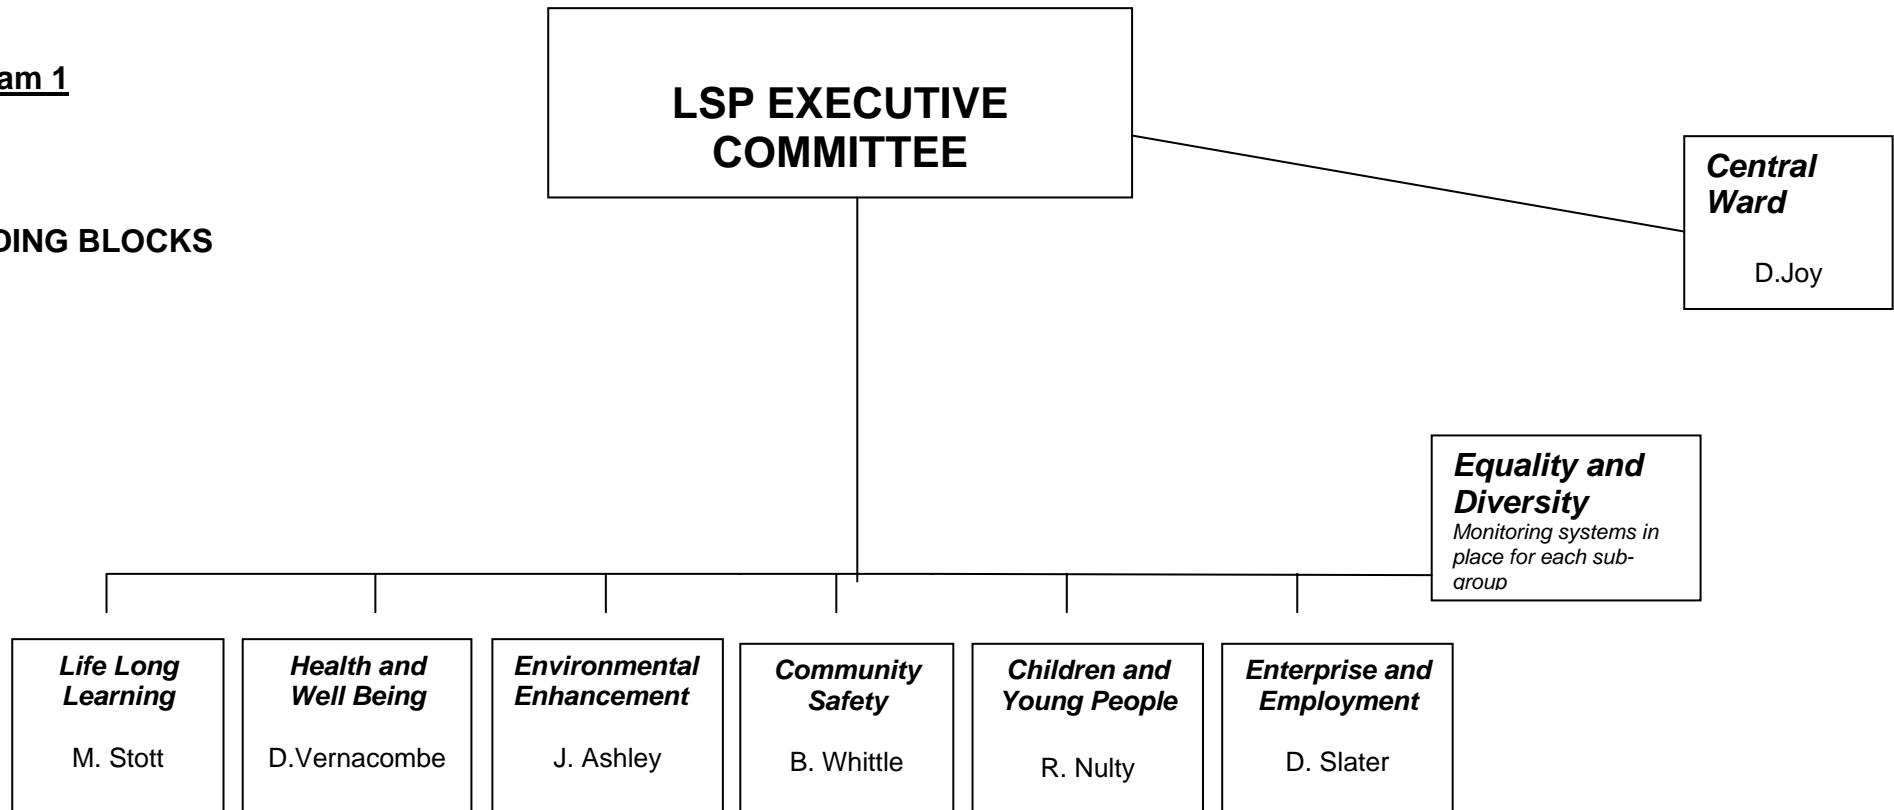 am 1
LSP EXECUTIVE
COMMITTEE
Central
Ward
D.Joy
DING BLOCKS
Equality and
Diversity
Monitoring systems in
place for each sub-
group
Life Long
Learning
M. Stott
Health and
Well Being
D.Vernacombe
Environmental
Enhancement
J. Ashley
Community
Safety
B. Whittle
Children and
Young People
R. Nulty
Enterprise and
Employment
D. Slater